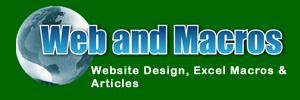 Web and Macros
Website Design, Excel Macros &
Articles